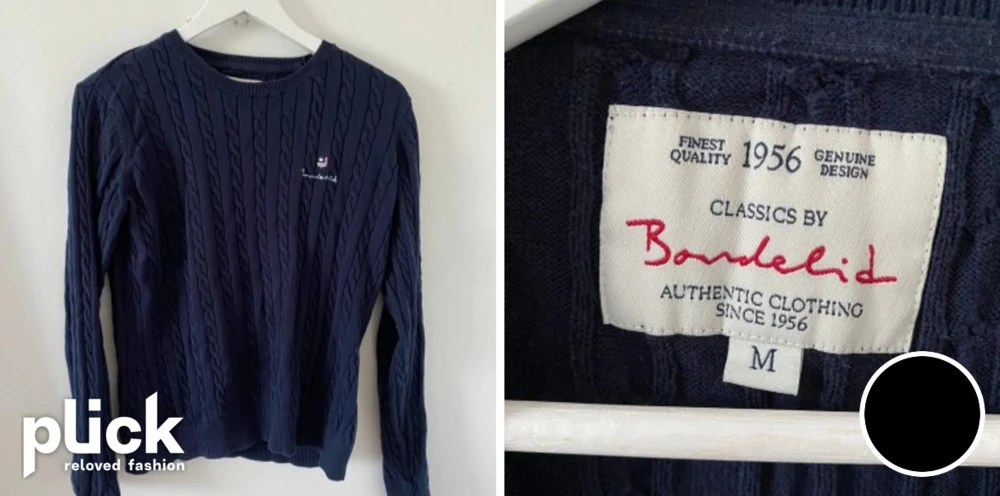 plick
reloved fashion
FINEST QUALITY
1956
GENUINE DESIGN
CLASSICS BY
Bondelid
AUTHENTIC CLOTHING
SINCE 1956
M